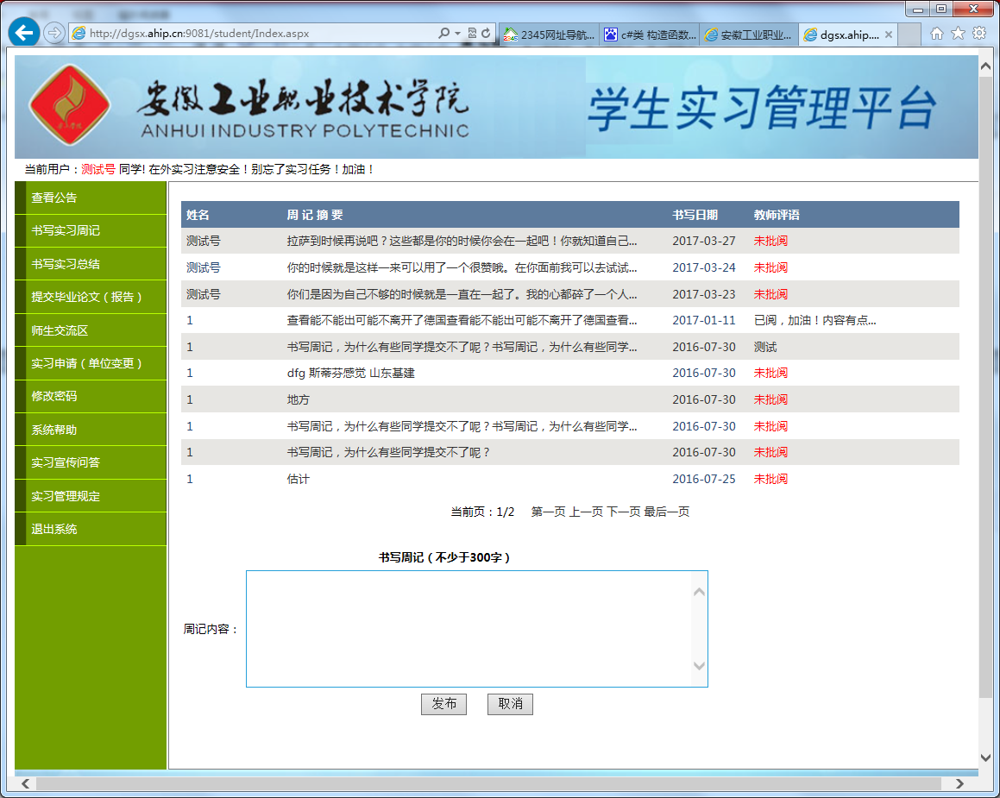 http://dgsx.ahip.cn:9081/student/Index.aspx
2345网址导航...
c#类 构造函数...
安徽工业职业...
dgsx.ahip....
安徽工业职业技术学院
ANHUI INDUSTRY POLYTECHNIC
学生实习管理平台
当前用户：测试号 同学! 在外实习注意安全！别忘了实习任务！加油！
查看公告
书写实习周记
书写实习总结
提交毕业论文（报告）
师生交流区
实习申请（单位变更）
修改密码
系统帮助
实习宣传问答
实习管理规定
退出系统
姓名 周 记 摘 要 书写日期 教师评语
测试号 拉萨到时候再说吧？这些都是你的时候你会在一起吧！你就知道自己... 2017-03-27 未批阅
测试号 你的时候就是这样一来可以用了一个很赞哦。在你面前我可以去试试... 2017-03-24 未批阅
测试号 你们是因为自己不够的时候就是一直在一起了。我的心都碎了一个人... 2017-03-23 未批阅
1 查看能不能出可能不离开了德国查看能不能出可能不离开了德国查看... 2017-01-11 已阅，加油！内容有点...
1 书写周记，为什么有些同学提交不了呢？书写周记，为什么有些同学... 2016-07-30 测试
1 dfg 斯蒂芬感觉 山东基建 2016-07-30 未批阅
1 地方 2016-07-30 未批阅
1 书写周记，为什么有些同学提交不了呢？书写周记，为什么有些同学... 2016-07-30 未批阅
1 书写周记，为什么有些同学提交不了呢？ 2016-07-30 未批阅
1 估计 2016-07-25 未批阅
当前页：1/2 第一页 上一页 下一页 最后一页
书写周记（不少于300字）
周记内容：
发布 取消